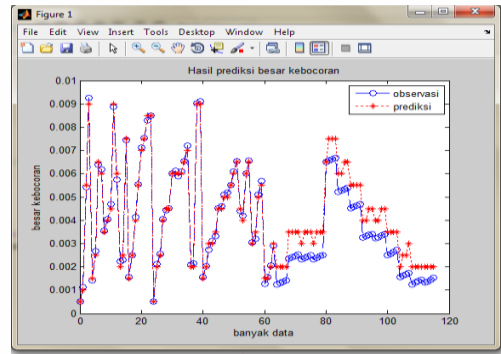 Figure 1
File Edit View Insert Tools Desktop Window Help
Hasil prediksi besar kebocoran
observasi
prediksi
besar kebocoran
0.01
0.009
0.008
0.007
0.006
0.005
0.004
0.003
0.002
0.001
0
0 20 40 60 80 100 120
banyak data